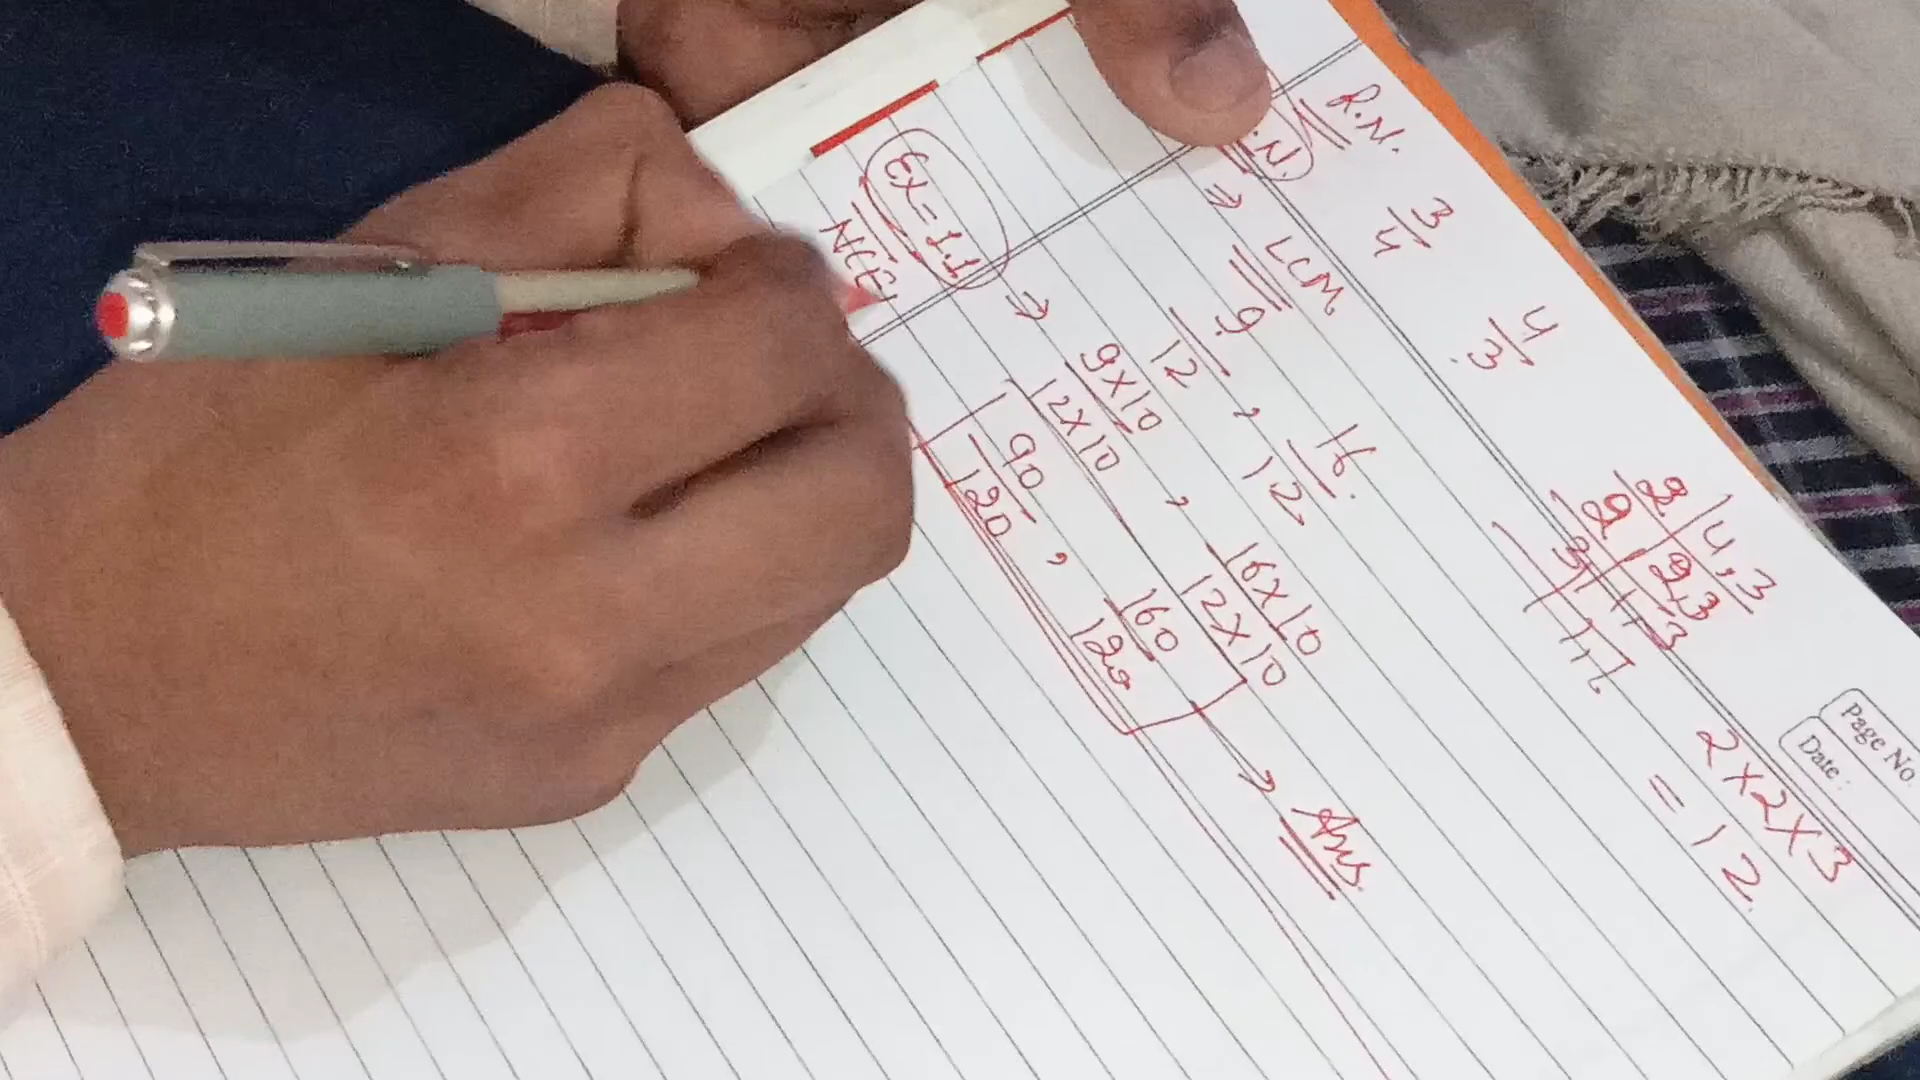 Page No.
Date :
R.N. 3/4 4/3 2 | 4, 3
2 | 2, 3
3 | 1, 3
1, 1.
2×2×3
= 12.
.N. ⇒ LCM.
9/12 , 16/12
⇒ 9×10/12×10 , 16×10/12×10
90/120 , 160/120 → Ans.
Ex = 1.1